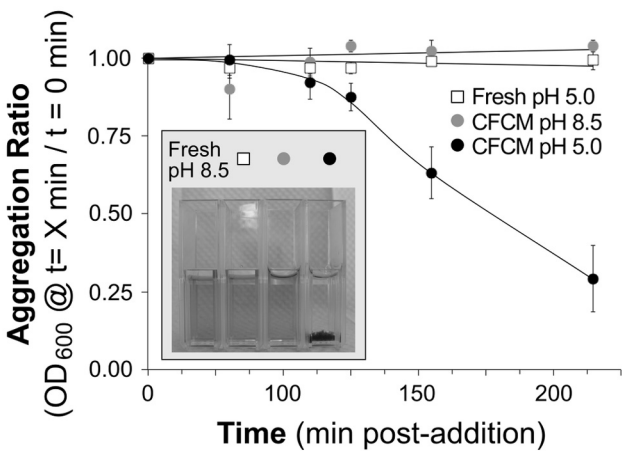 Aggregation Ratio
(OD600 @ t= X min / t = 0 min)
1.00
0.75
0.50
0.25
0.00
Fresh pH 5.0
CFCM pH 8.5
CFCM pH 5.0
Fresh
pH 8.5
0 50 100 150 200
Time (min post-addition)